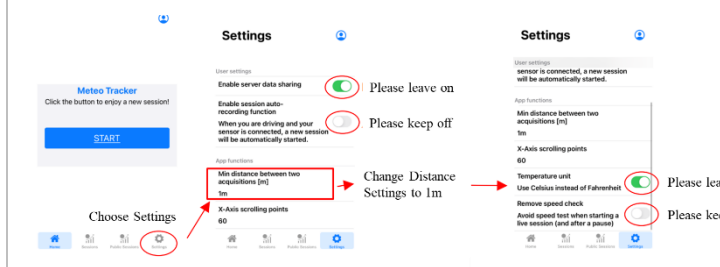 Meteo Tracker
Click the button to enjoy a new session!
START
Choose Settings
Home
Sessions
Public Sessions
Settings
Settings
User settings
Enable server data sharing
Enable session auto-
recording function
When you are driving and your
sensor is connected, a new session
will be automatically started.
App functions
Min distance between two
acquisitions [m]
1m
X-Axis scrolling points
60
Home
Sessions
Public Sessions
Settings
Please leave on
Please keep off
Change Distance
Settings to 1m
Settings
User settings
sensor is connected, a new session
will be automatically started.
App functions
Min distance between two
acquisitions [m]
1m
X-Axis scrolling points
60
Temperature unit
Use Celsius instead of Fahrenheit
Remove speed check
Avoid speed test when starting a
live session (and after a pause)
Home
Sessions
Public Sessions
Settings
Please lea
Please kee